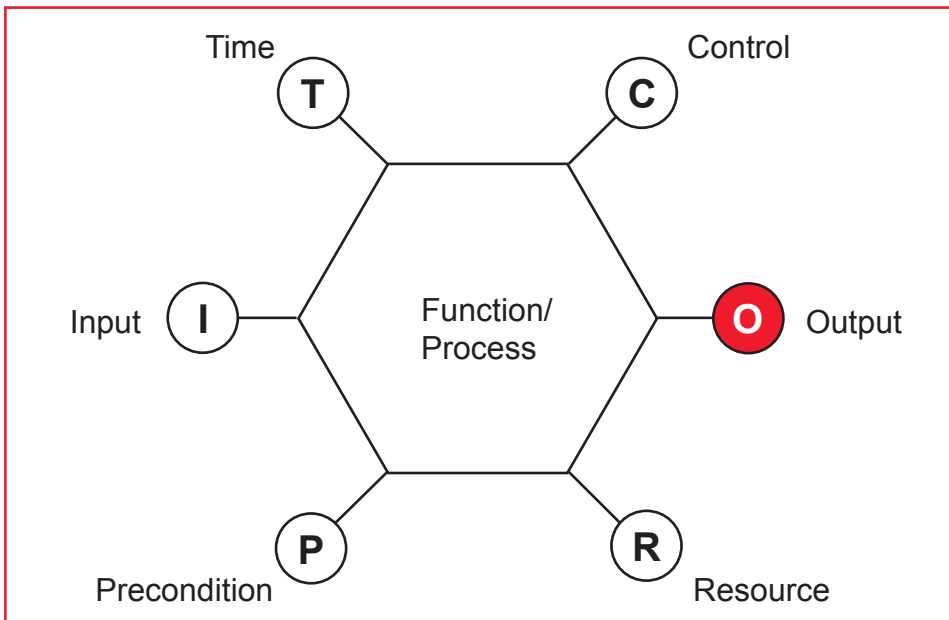 Time
Control
T
C
Input
I
Function/
Process
O
Output
P
R
Precondition
Resource